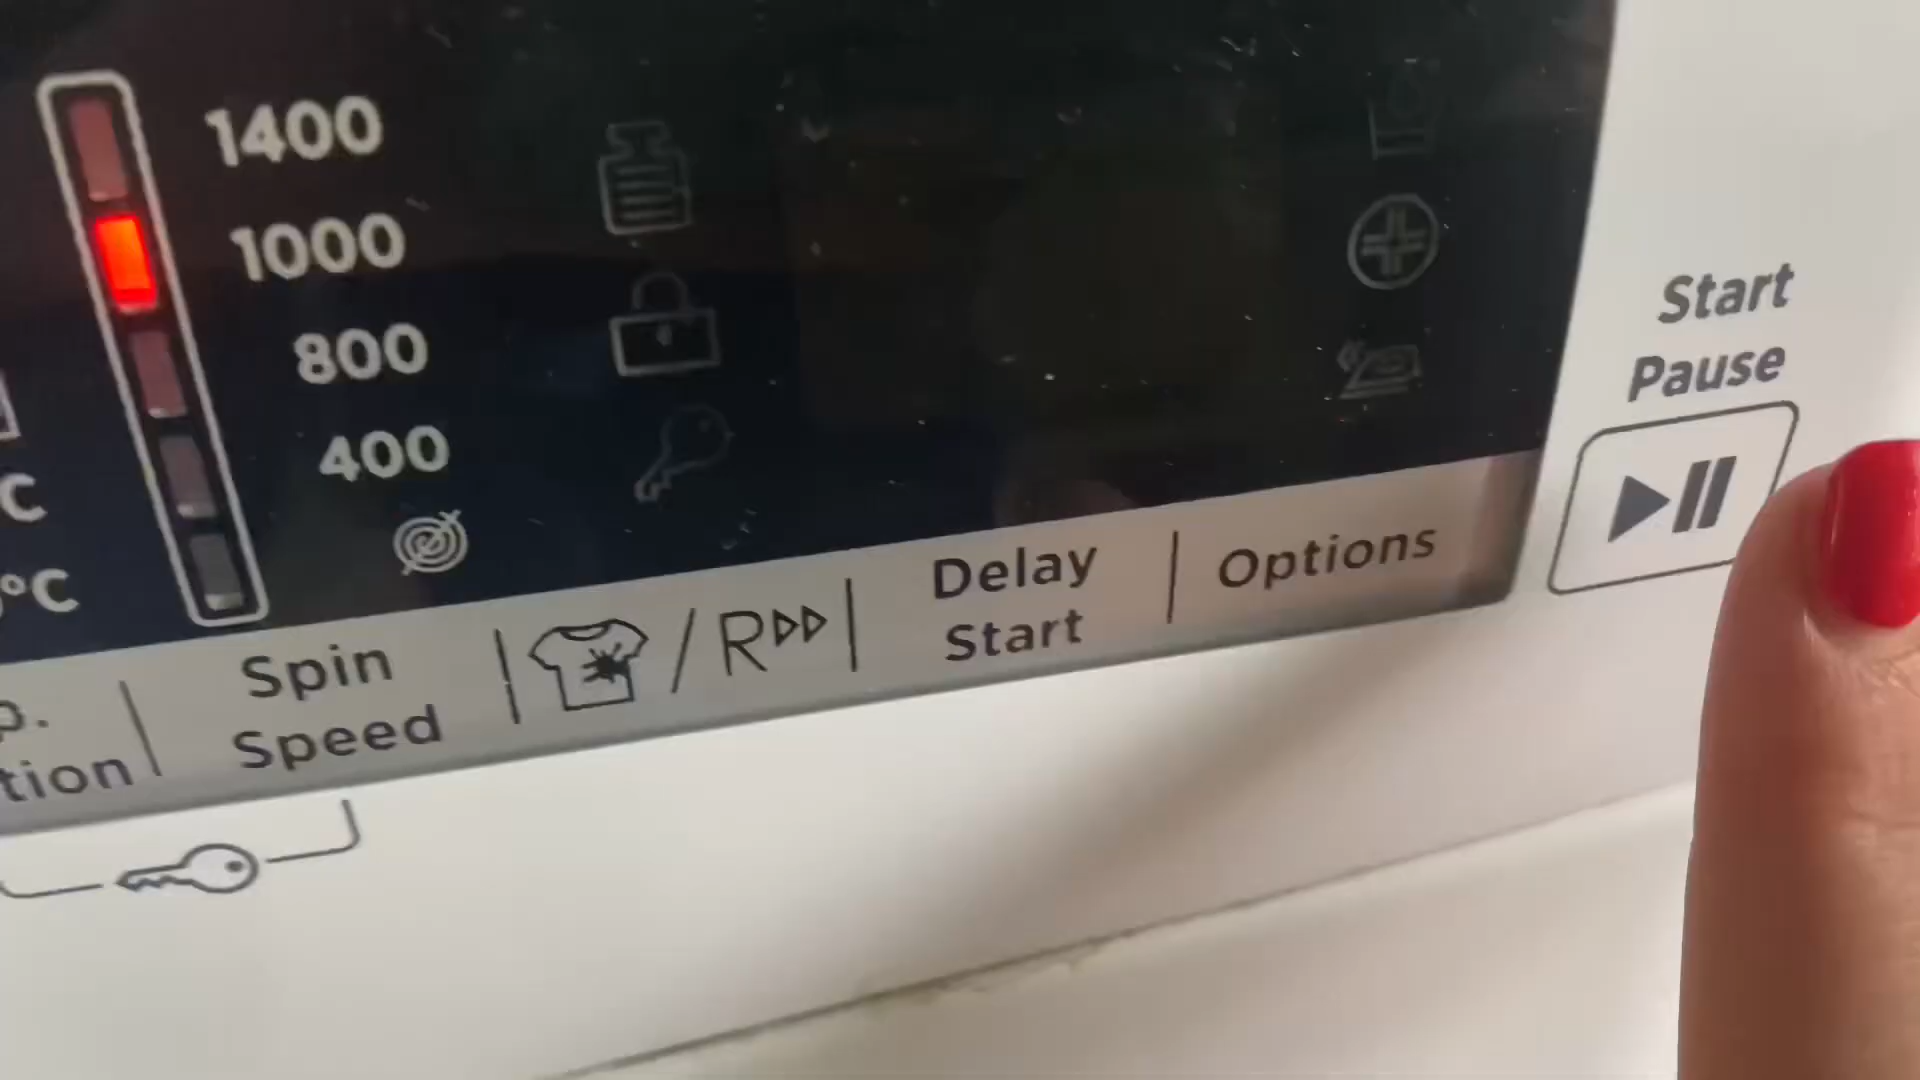 1400
1000
800
400
C
°C
p.
tion
Spin
Speed
R
Delay
Start
Options
Start
Pause